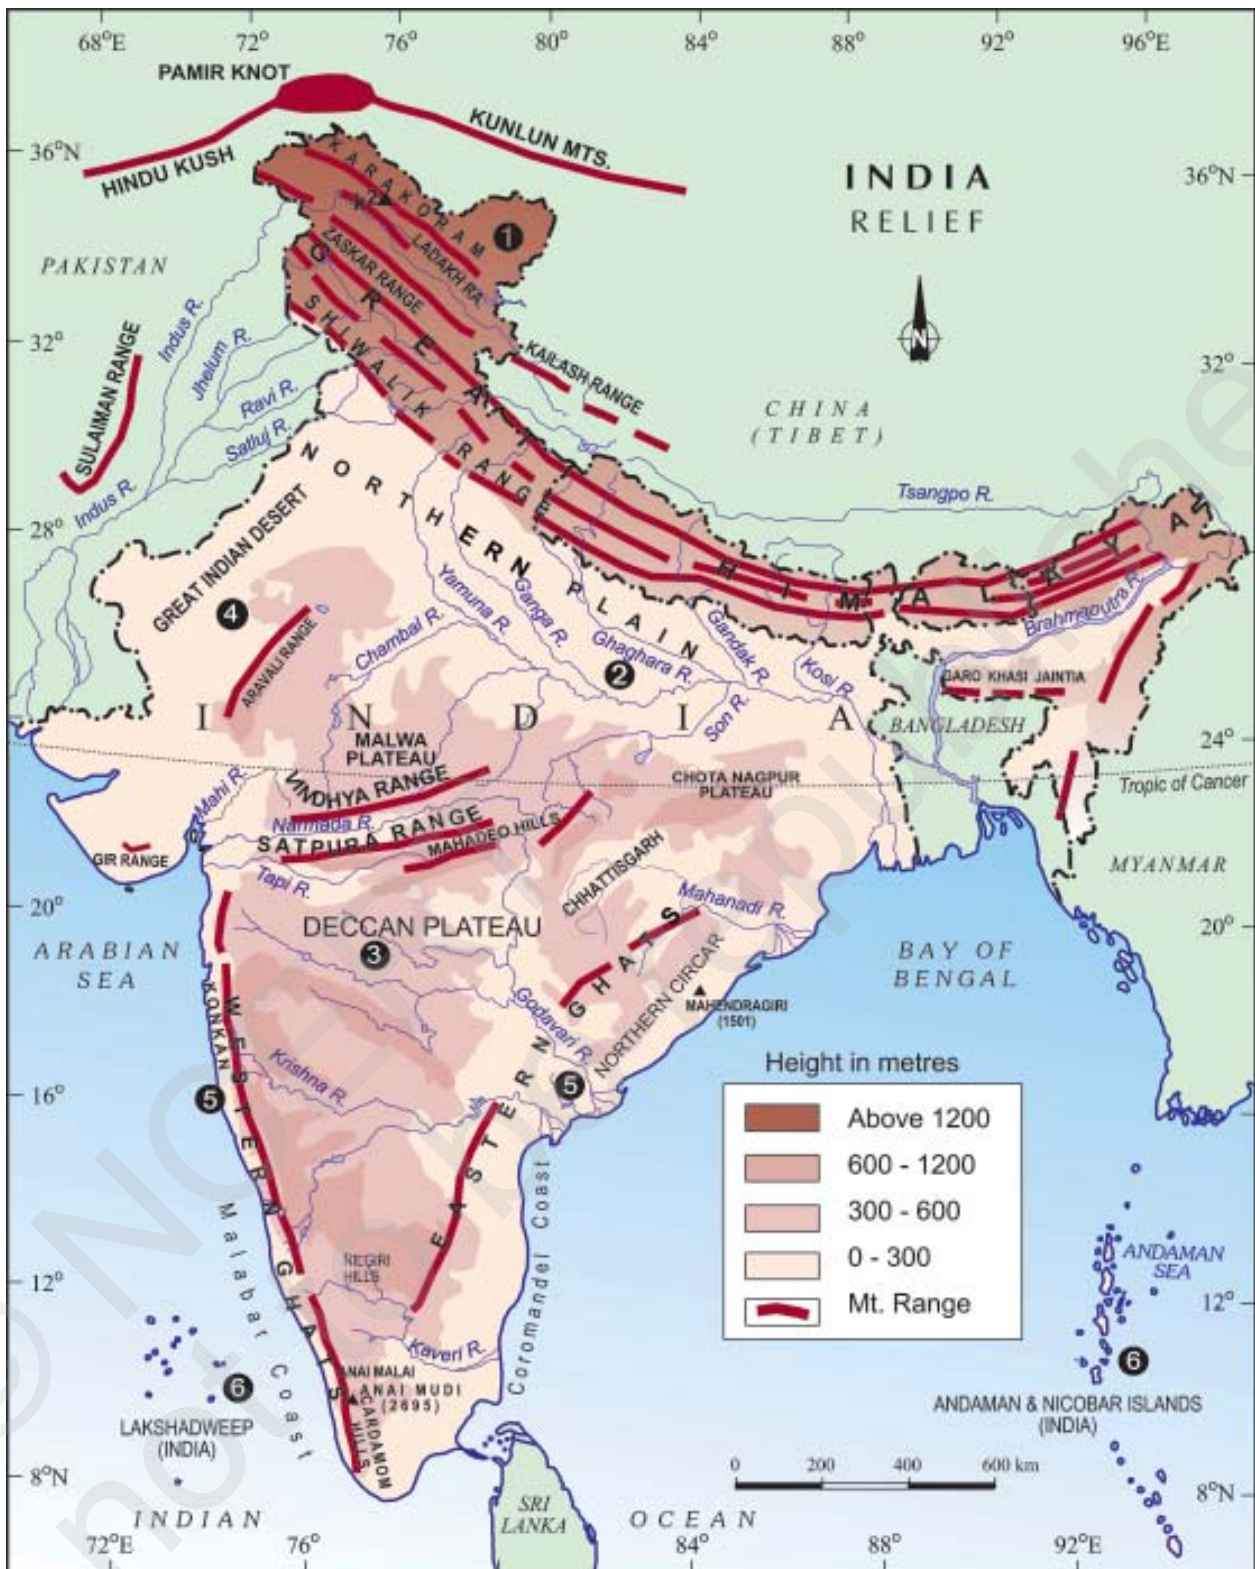 68°E 72° 76° 80° 84° 88° 92° 96°E
PAMIR KNOT
KUNLUN MTS.
HINDU KUSH
36°N
36°N
INDIA
RELIEF
KARAKORAM
K2
1
LADAKH RA.
ZASKAR RANGE
PAKISTAN
GREAT HIMALAYA
SHIWALIK RANGE
N
Indus R.
Jhelum R.
32°
32°
KAILASH RANGE
SULAIMAN RANGE
Ravi R.
Satluj R.
CHINA
(TIBET)
NORTHERN PLAIN
Indus R.
Tsangpo R.
28°
28°
GREAT INDIAN DESERT
4
Yamuna R.
Ganga R.
Brahmaputra R.
ARAVALI RANGE
Chambal R.
Ghaghara R.
Gandak R.
Kosi R.
2
GARO KHASI JAINTIA
INDIA
Son R.
BANGLADESH
24°
MALWA
PLATEAU
Mahi R.
VINDHYA RANGE
CHOTA NAGPUR
PLATEAU
Tropic of Cancer
Narmada R.
SATPURA RANGE
MAHADEO HILLS
GIR RANGE
Tapi R.
CHHATTISGARH
MYANMAR
20°
20°
Mahanadi R.
DECCAN PLATEAU
3
ARABIAN
SEA
BAY OF
BENGAL
EASTERN GHATS
NORTHERN CIRCAR
MAHENDRAGIRI
(1501)
KONKAN
WESTERN GHATS
Godavari R.
Krishna R.
5
5
16°
Height in metres
Above 1200
600 - 1200
300 - 600
0 - 300
Mt. Range
Coromandel Coast
Malabar Coast
NILGIRI
HILLS
ANDAMAN
SEA
12°
12°
Kaveri R.
ANAI MALAI
ANAI MUDI
(2695)
CARDAMOM
HILLS
6
LAKSHADWEEP
(INDIA)
6
ANDAMAN & NICOBAR ISLANDS
(INDIA)
0 200 400 600 km
8°N
8°N
SRI
LANKA
INDIAN OCEAN
72°E 76° 84° 88° 92°E